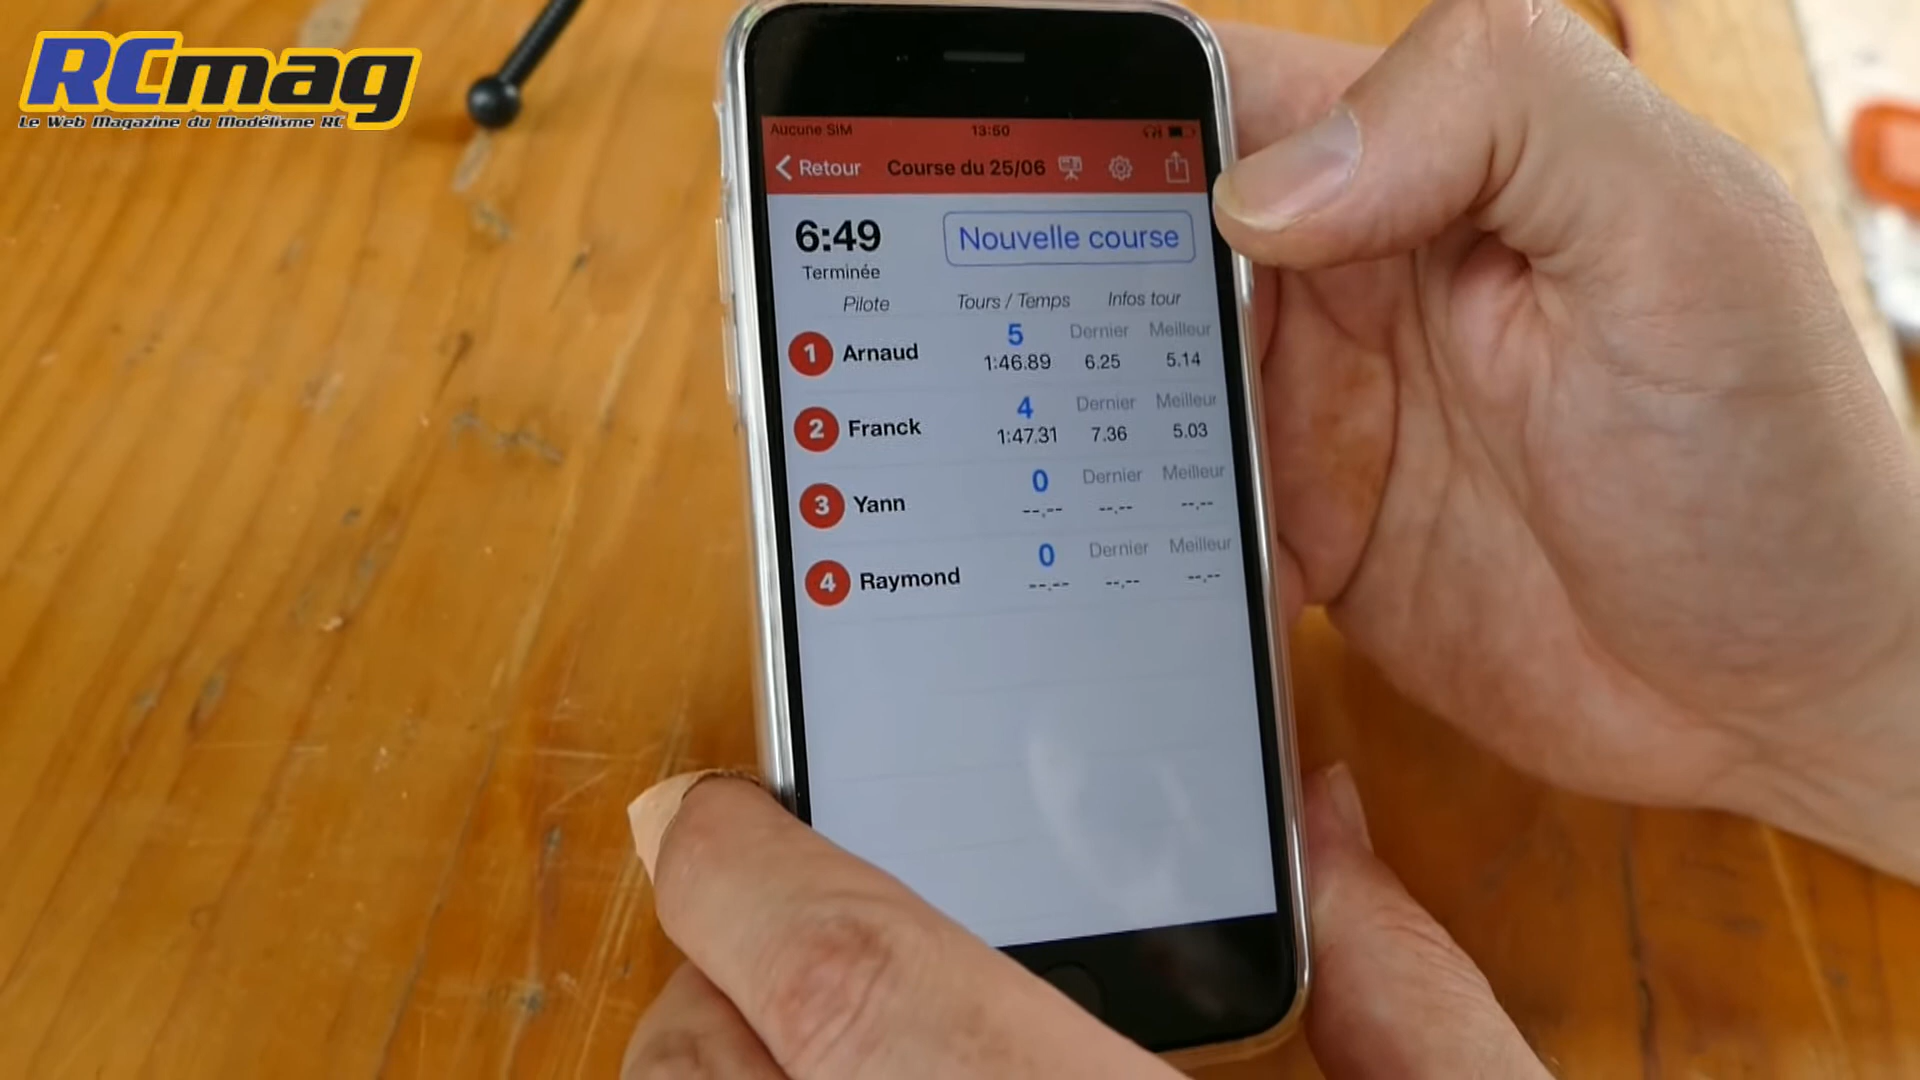 RCmag
Le Web Magazine du Modélisme RC
Aucune SIM 13:50
Retour Course du 25/06
6:49 Nouvelle course
Terminée
Pilote Tours / Temps Infos tour
1 Arnaud 5 Dernier Meilleur
1:46.89 6.25 5.14
2 Franck 4 Dernier Meilleur
1:47.31 7.36 5.03
3 Yann 0 Dernier Meilleur
--.-- --.-- --.--
4 Raymond 0 Dernier Meilleur
--.-- --.-- --.--